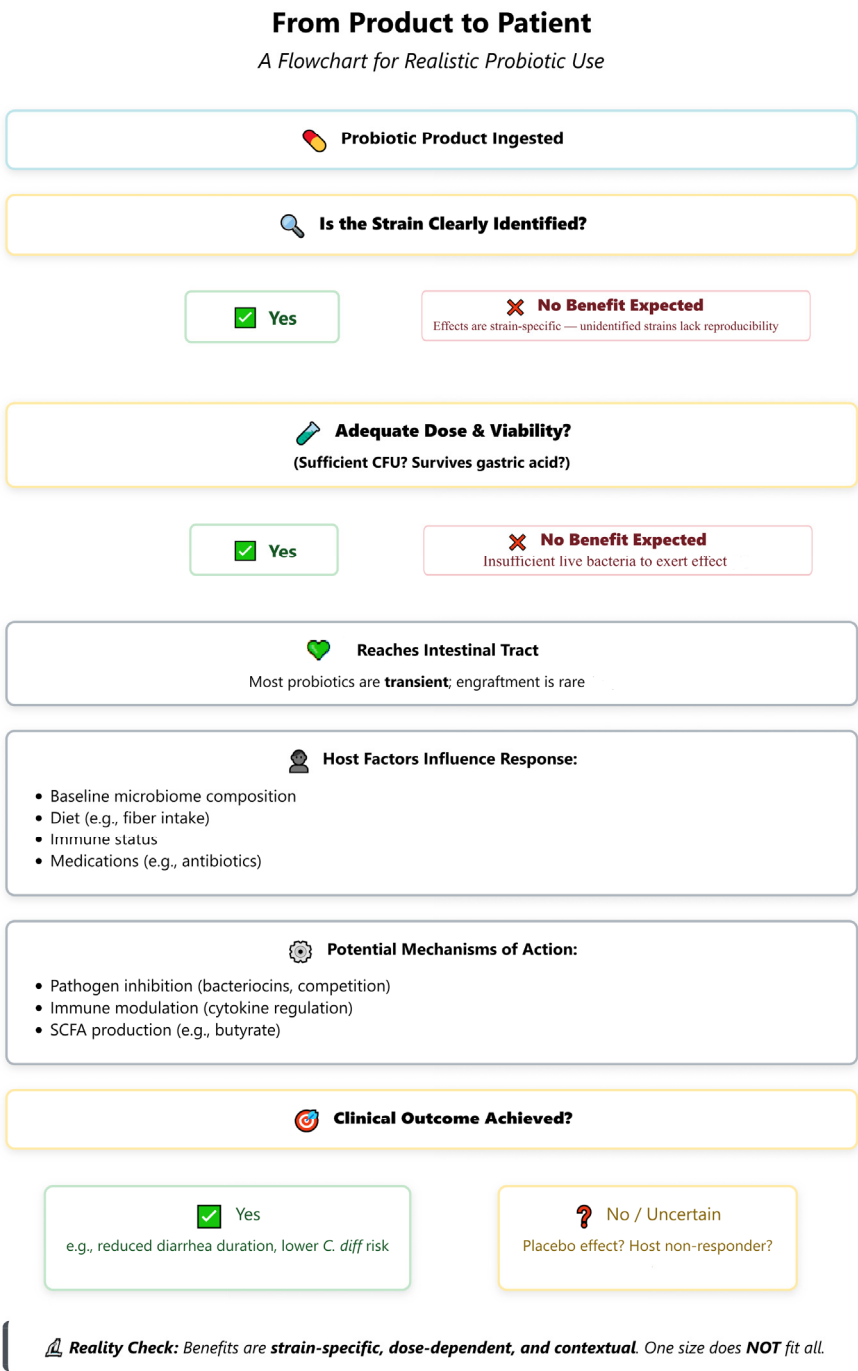 From Product to Patient
A Flowchart for Realistic Probiotic Use
Probiotic Product Ingested
Is the Strain Clearly Identified?
Yes
No Benefit Expected
Effects are strain-specific — unidentified strains lack reproducibility
Adequate Dose & Viability?
(Sufficient CFU? Survives gastric acid?)
Yes
No Benefit Expected
Insufficient live bacteria to exert effect
Reaches Intestinal Tract
Most probiotics are transient; engraftment is rare
Host Factors Influence Response:
• Baseline microbiome composition
• Diet (e.g., fiber intake)
• Immune status
• Medications (e.g., antibiotics)
Potential Mechanisms of Action:
• Pathogen inhibition (bacteriocins, competition)
• Immune modulation (cytokine regulation)
• SCFA production (e.g., butyrate)
Clinical Outcome Achieved?
Yes
e.g., reduced diarrhea duration, lower C. diff risk
No / Uncertain
Placebo effect? Host non-responder?
Reality Check: Benefits are strain-specific, dose-dependent, and contextual. One size does NOT fit all.